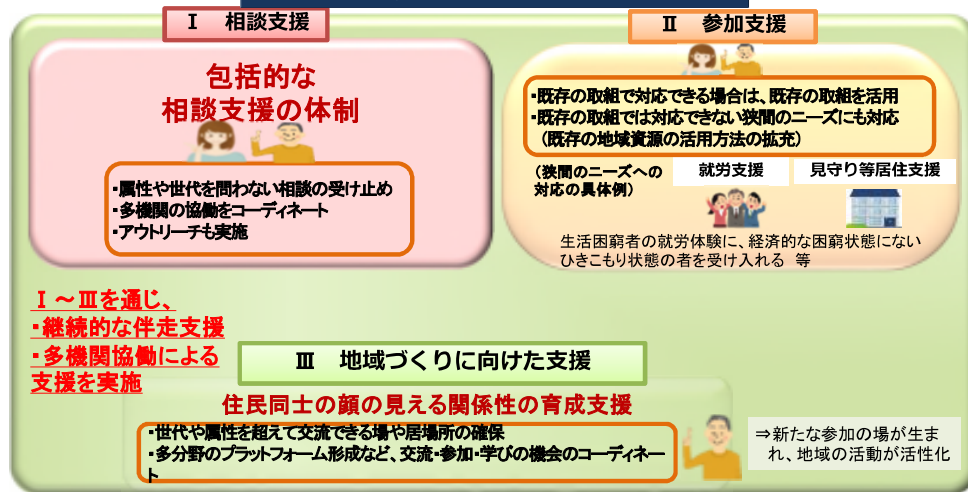 Ⅰ 相談支援
包括的な
相談支援の体制
・属性や世代を問わない相談の受け止め
・多機関の協働をコーディネート
・アウトリーチも実施
Ⅱ 参加支援
・既存の取組で対応できる場合は、既存の取組を活用
・既存の取組では対応できない狭間のニーズにも対応
（既存の地域資源の活用方法の拡充）
（狭間のニーズへの
対応の具体例）
就労支援
見守り等居住支援
生活困窮者の就労体験に、経済的な困窮状態にない
ひきこもり状態の者を受け入れる 等
Ⅰ～Ⅲを通じ、
・継続的な伴走支援
・多機関協働による
支援を実施
Ⅲ 地域づくりに向けた支援
住民同士の顔の見える関係性の育成支援
・世代や属性を超えて交流できる場や居場所の確保
・多分野のプラットフォーム形成など、交流・参加・学びの機会のコーディネー
ト
⇒新たな参加の場が生ま
れ、地域の活動が活性化